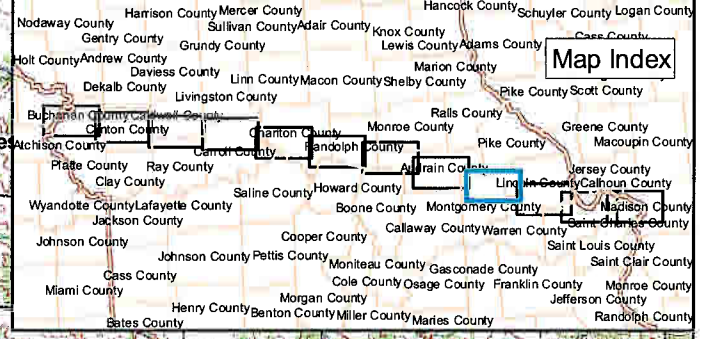 Hancock County
Schuyler County Logan County
Harrison County Mercer County
Nodaway County
Sullivan County Adair County
Knox County
Cass County
Gentry County
Grundy County
Lewis County Adams County
Map Index
Holt County Andrew County
Marion County
Daviess County
Linn County Macon County Shelby County
Dekalb County
Pike County Scott County
Livingston County
Buchanan County Caldwell County
Ralls County
Clinton County
Chariton County
Monroe County
Greene County
Atchison County
Randolph County
Pike County
Macoupin County
Carroll County
Platte County
Ray County
Audrain County
Jersey County
Clay County
Saline County
Howard County
Lincoln County Calhoun County
Wyandotte County Lafayette County
Boone County
Montgomery County
Madison County
Jackson County
Callaway County
Warren County
Saint Charles County
Johnson County
Cooper County
Saint Louis County
Johnson County Pettis County
Moniteau County
Gasconade County
Saint Clair County
Cass County
Cole County Osage County
Franklin County
Monroe County
Miami County
Morgan County
Jefferson County
Henry County
Benton County Miller County
Maries County
Randolph County
Bates County